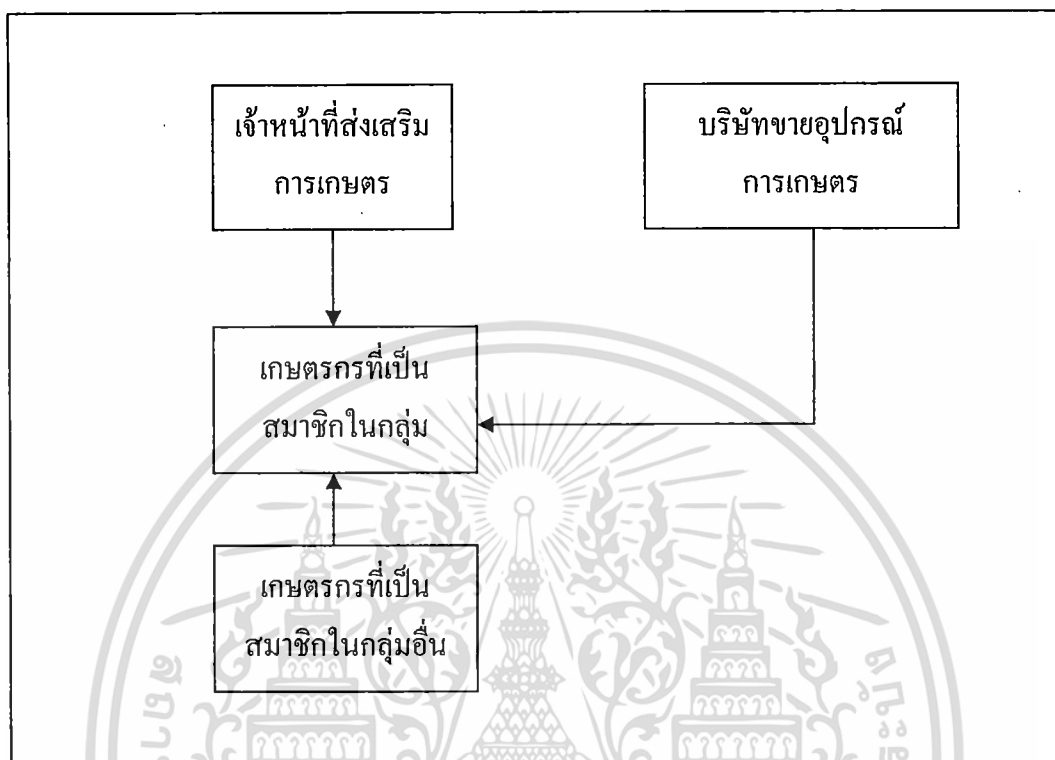 เจ้าหน้าที่ส่งเสริม
การเกษตร
บริษัทขายอุปกรณ์
การเกษตร
เกษตรกรที่เป็น
สมาชิกในกลุ่ม
เกษตรกรที่เป็น
สมาชิกในกลุ่มอื่น